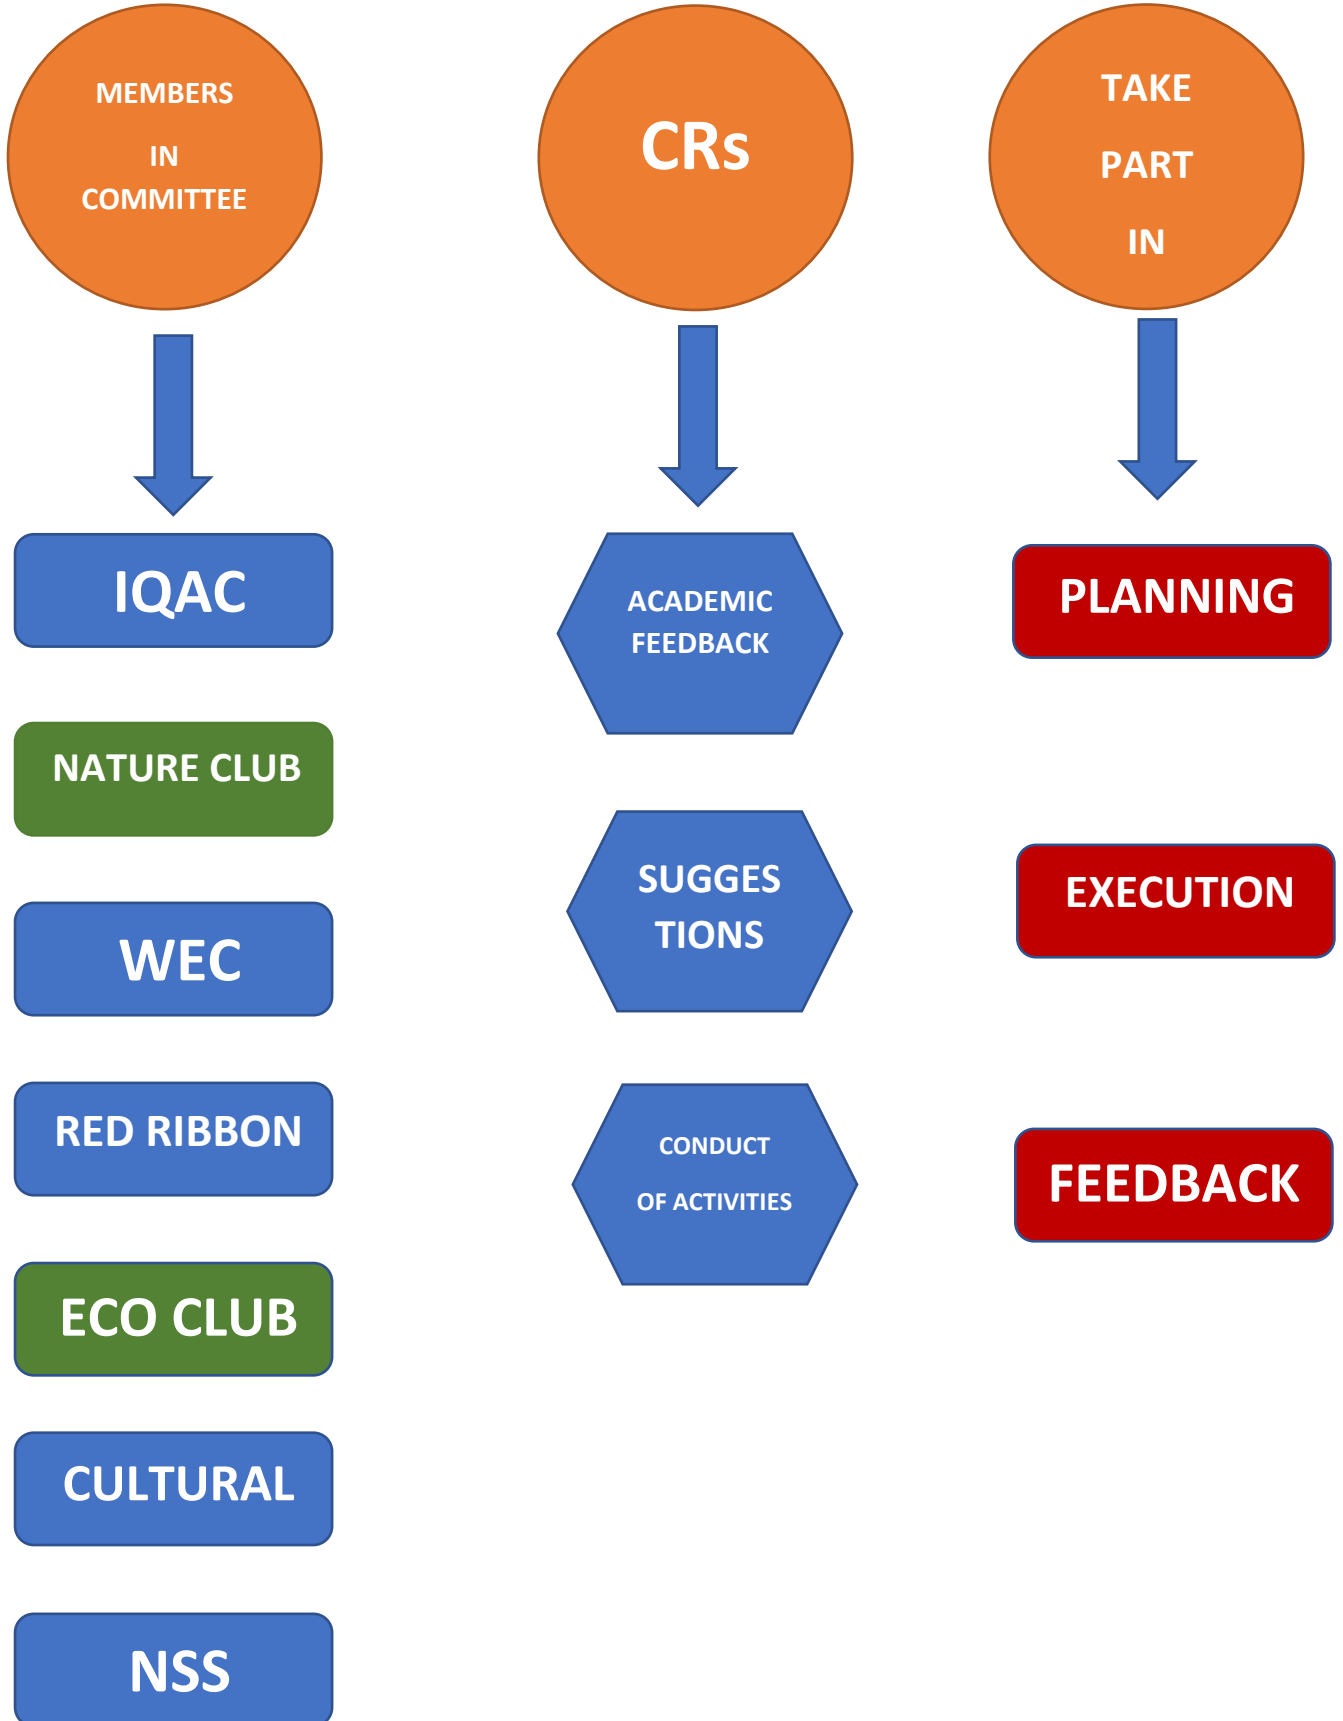 MEMBERS
IN
COMMITTEE
IQAC
NATURE CLUB
WEC
RED RIBBON
ECO CLUB
CULTURAL
NSS
CRs
ACADEMIC
FEEDBACK
SUGGES
TIONS
CONDUCT
OF ACTIVITIES
TAKE
PART
IN
PLANNING
EXECUTION
FEEDBACK